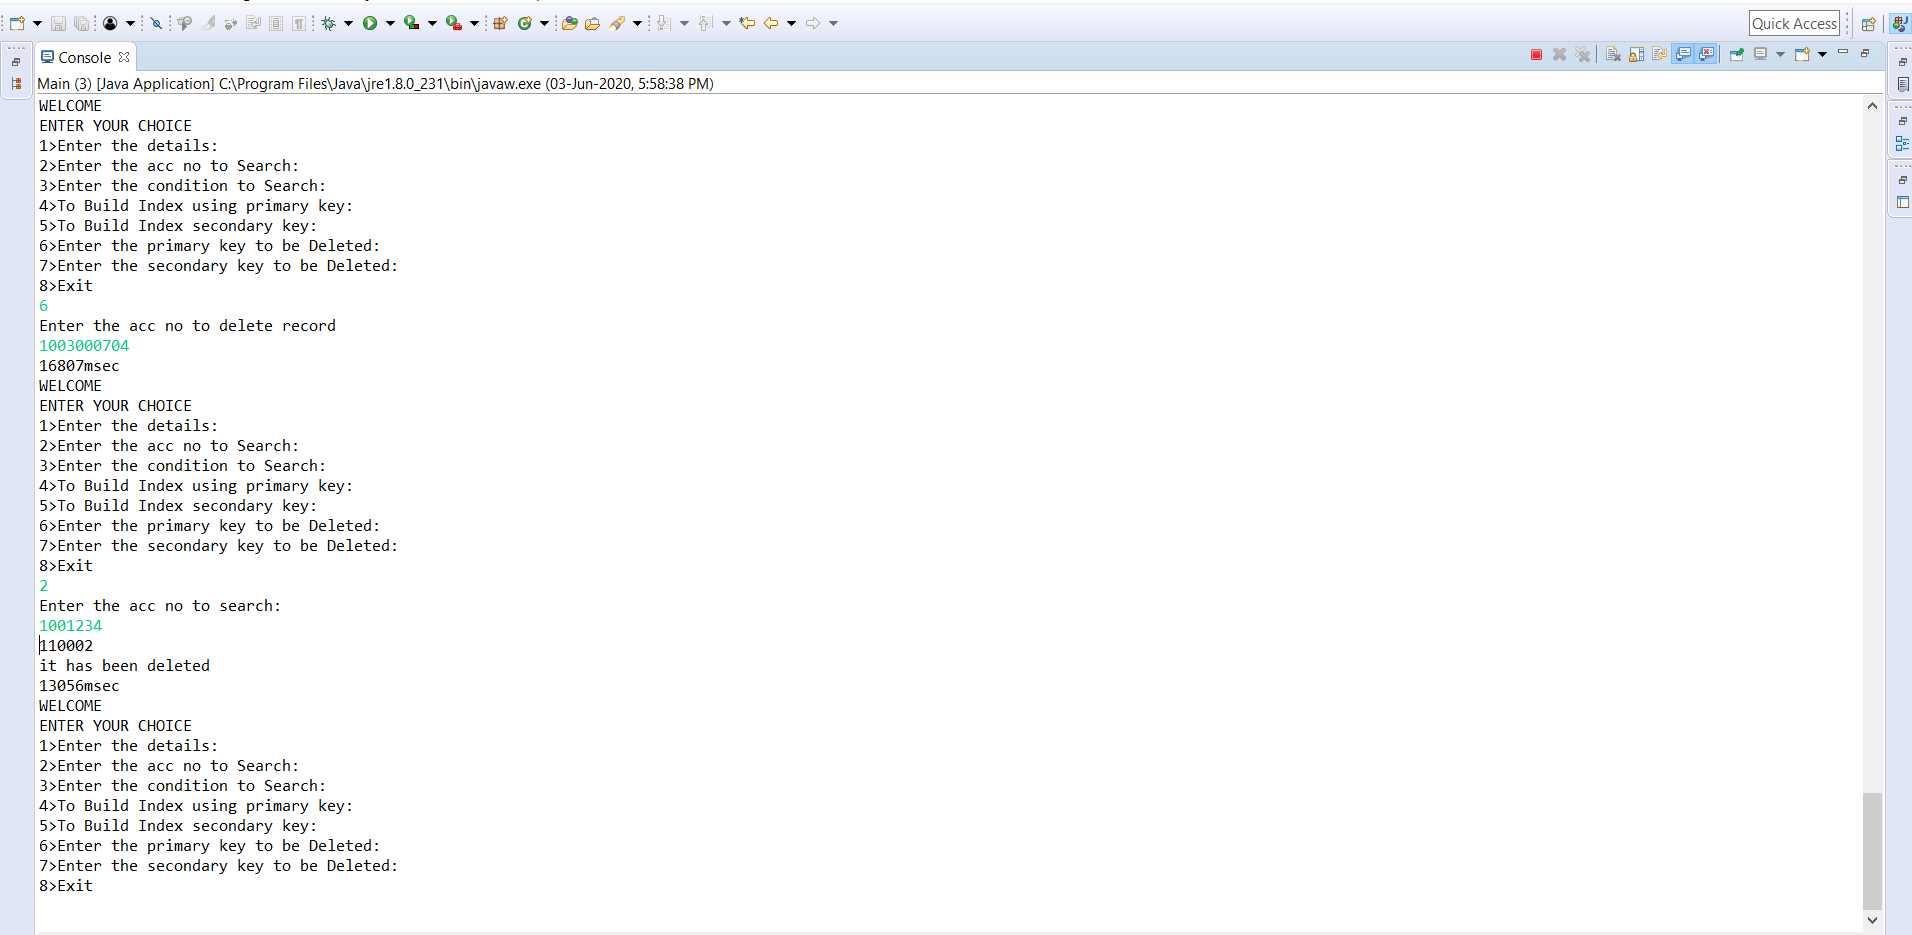 Quick Access
Console
Main (3) [Java Application] C:\Program Files\Java\jre1.8.0_231\bin\javaw.exe (03-Jun-2020, 5:58:38 PM)
WELCOME
ENTER YOUR CHOICE
1>Enter the details:
2>Enter the acc no to Search:
3>Enter the condition to Search:
4>To Build Index using primary key:
5>To Build Index secondary key:
6>Enter the primary key to be Deleted:
7>Enter the secondary key to be Deleted:
8>Exit
6
Enter the acc no to delete record
1003000704
16807msec
WELCOME
ENTER YOUR CHOICE
1>Enter the details:
2>Enter the acc no to Search:
3>Enter the condition to Search:
4>To Build Index using primary key:
5>To Build Index secondary key:
6>Enter the primary key to be Deleted:
7>Enter the secondary key to be Deleted:
8>Exit
2
Enter the acc no to search:
1001234
110002
it has been deleted
13056msec
WELCOME
ENTER YOUR CHOICE
1>Enter the details:
2>Enter the acc no to Search:
3>Enter the condition to Search:
4>To Build Index using primary key:
5>To Build Index secondary key:
6>Enter the primary key to be Deleted:
7>Enter the secondary key to be Deleted:
8>Exit